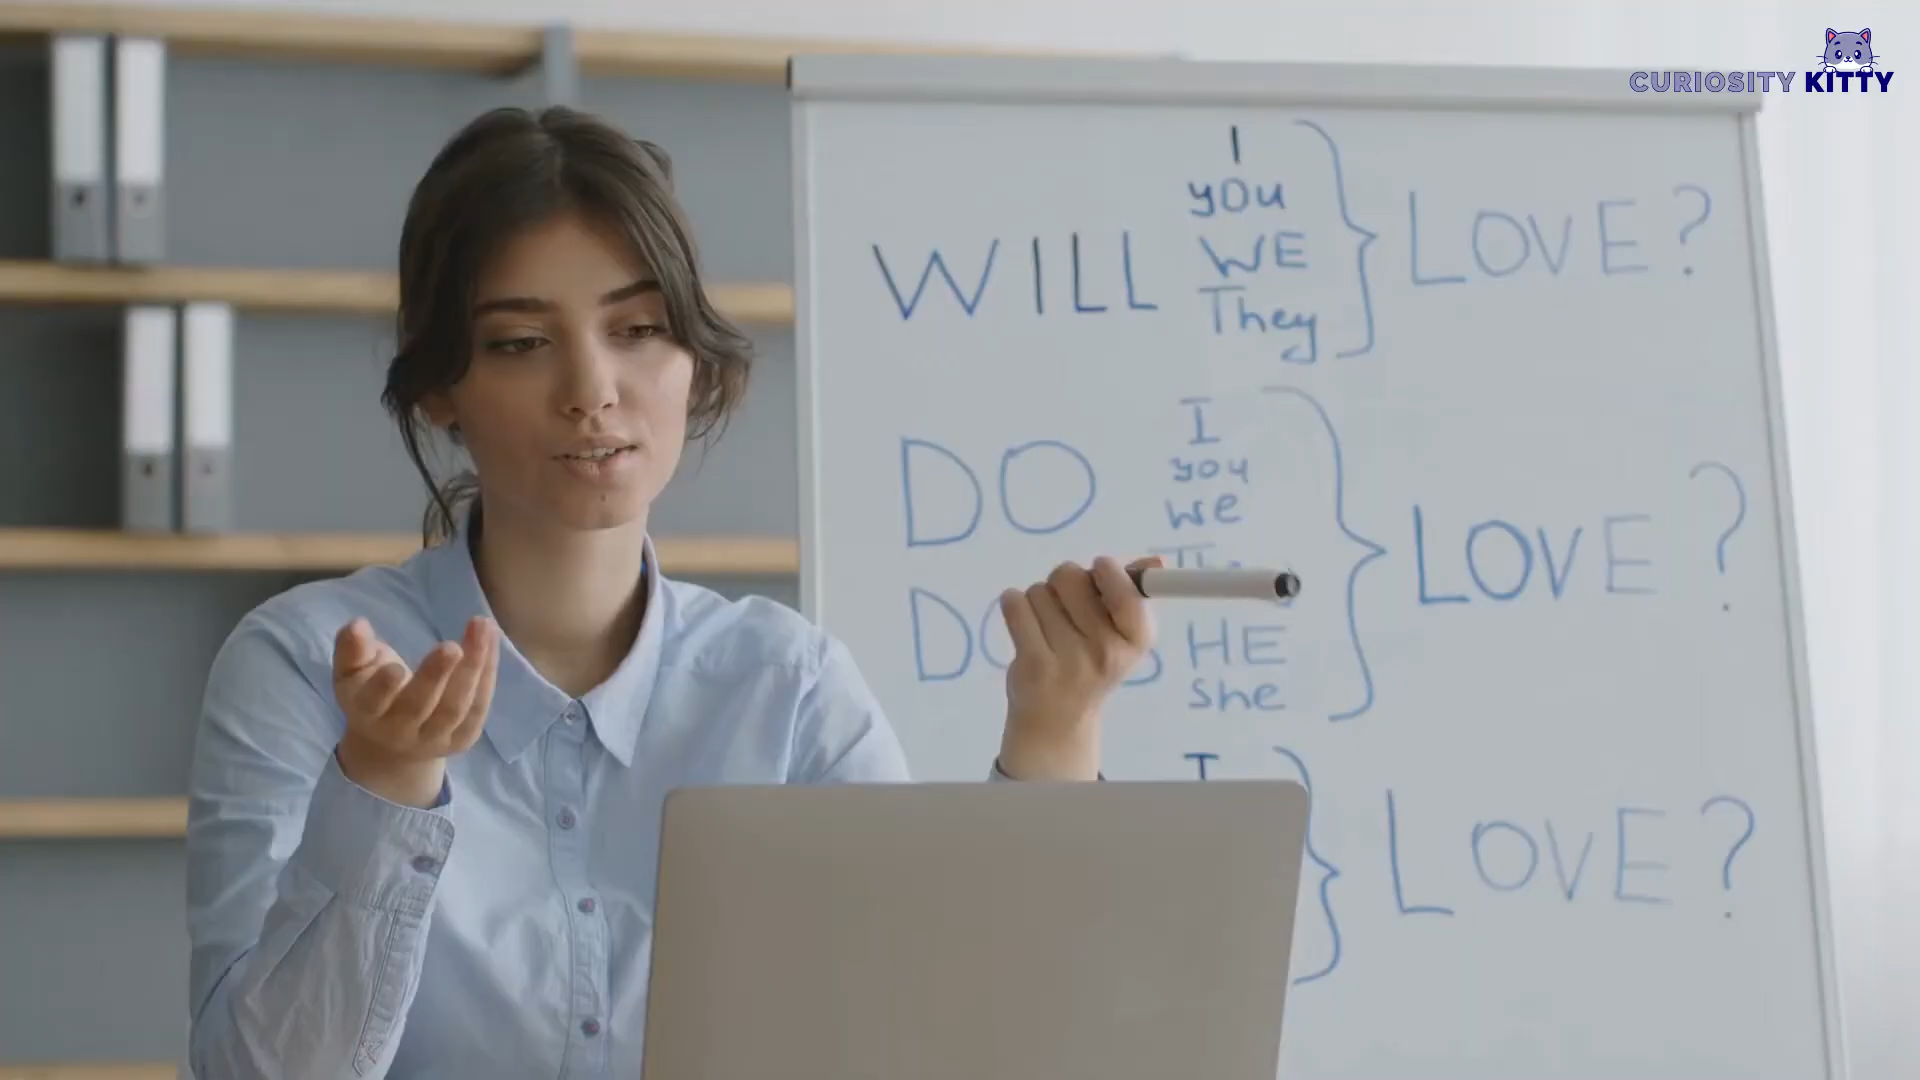 CURIOSITY KITTY
I
you
WE
They
WILL
LOVE?
I
you
we
DO
LOVE?
HE
she
I
LOVE?